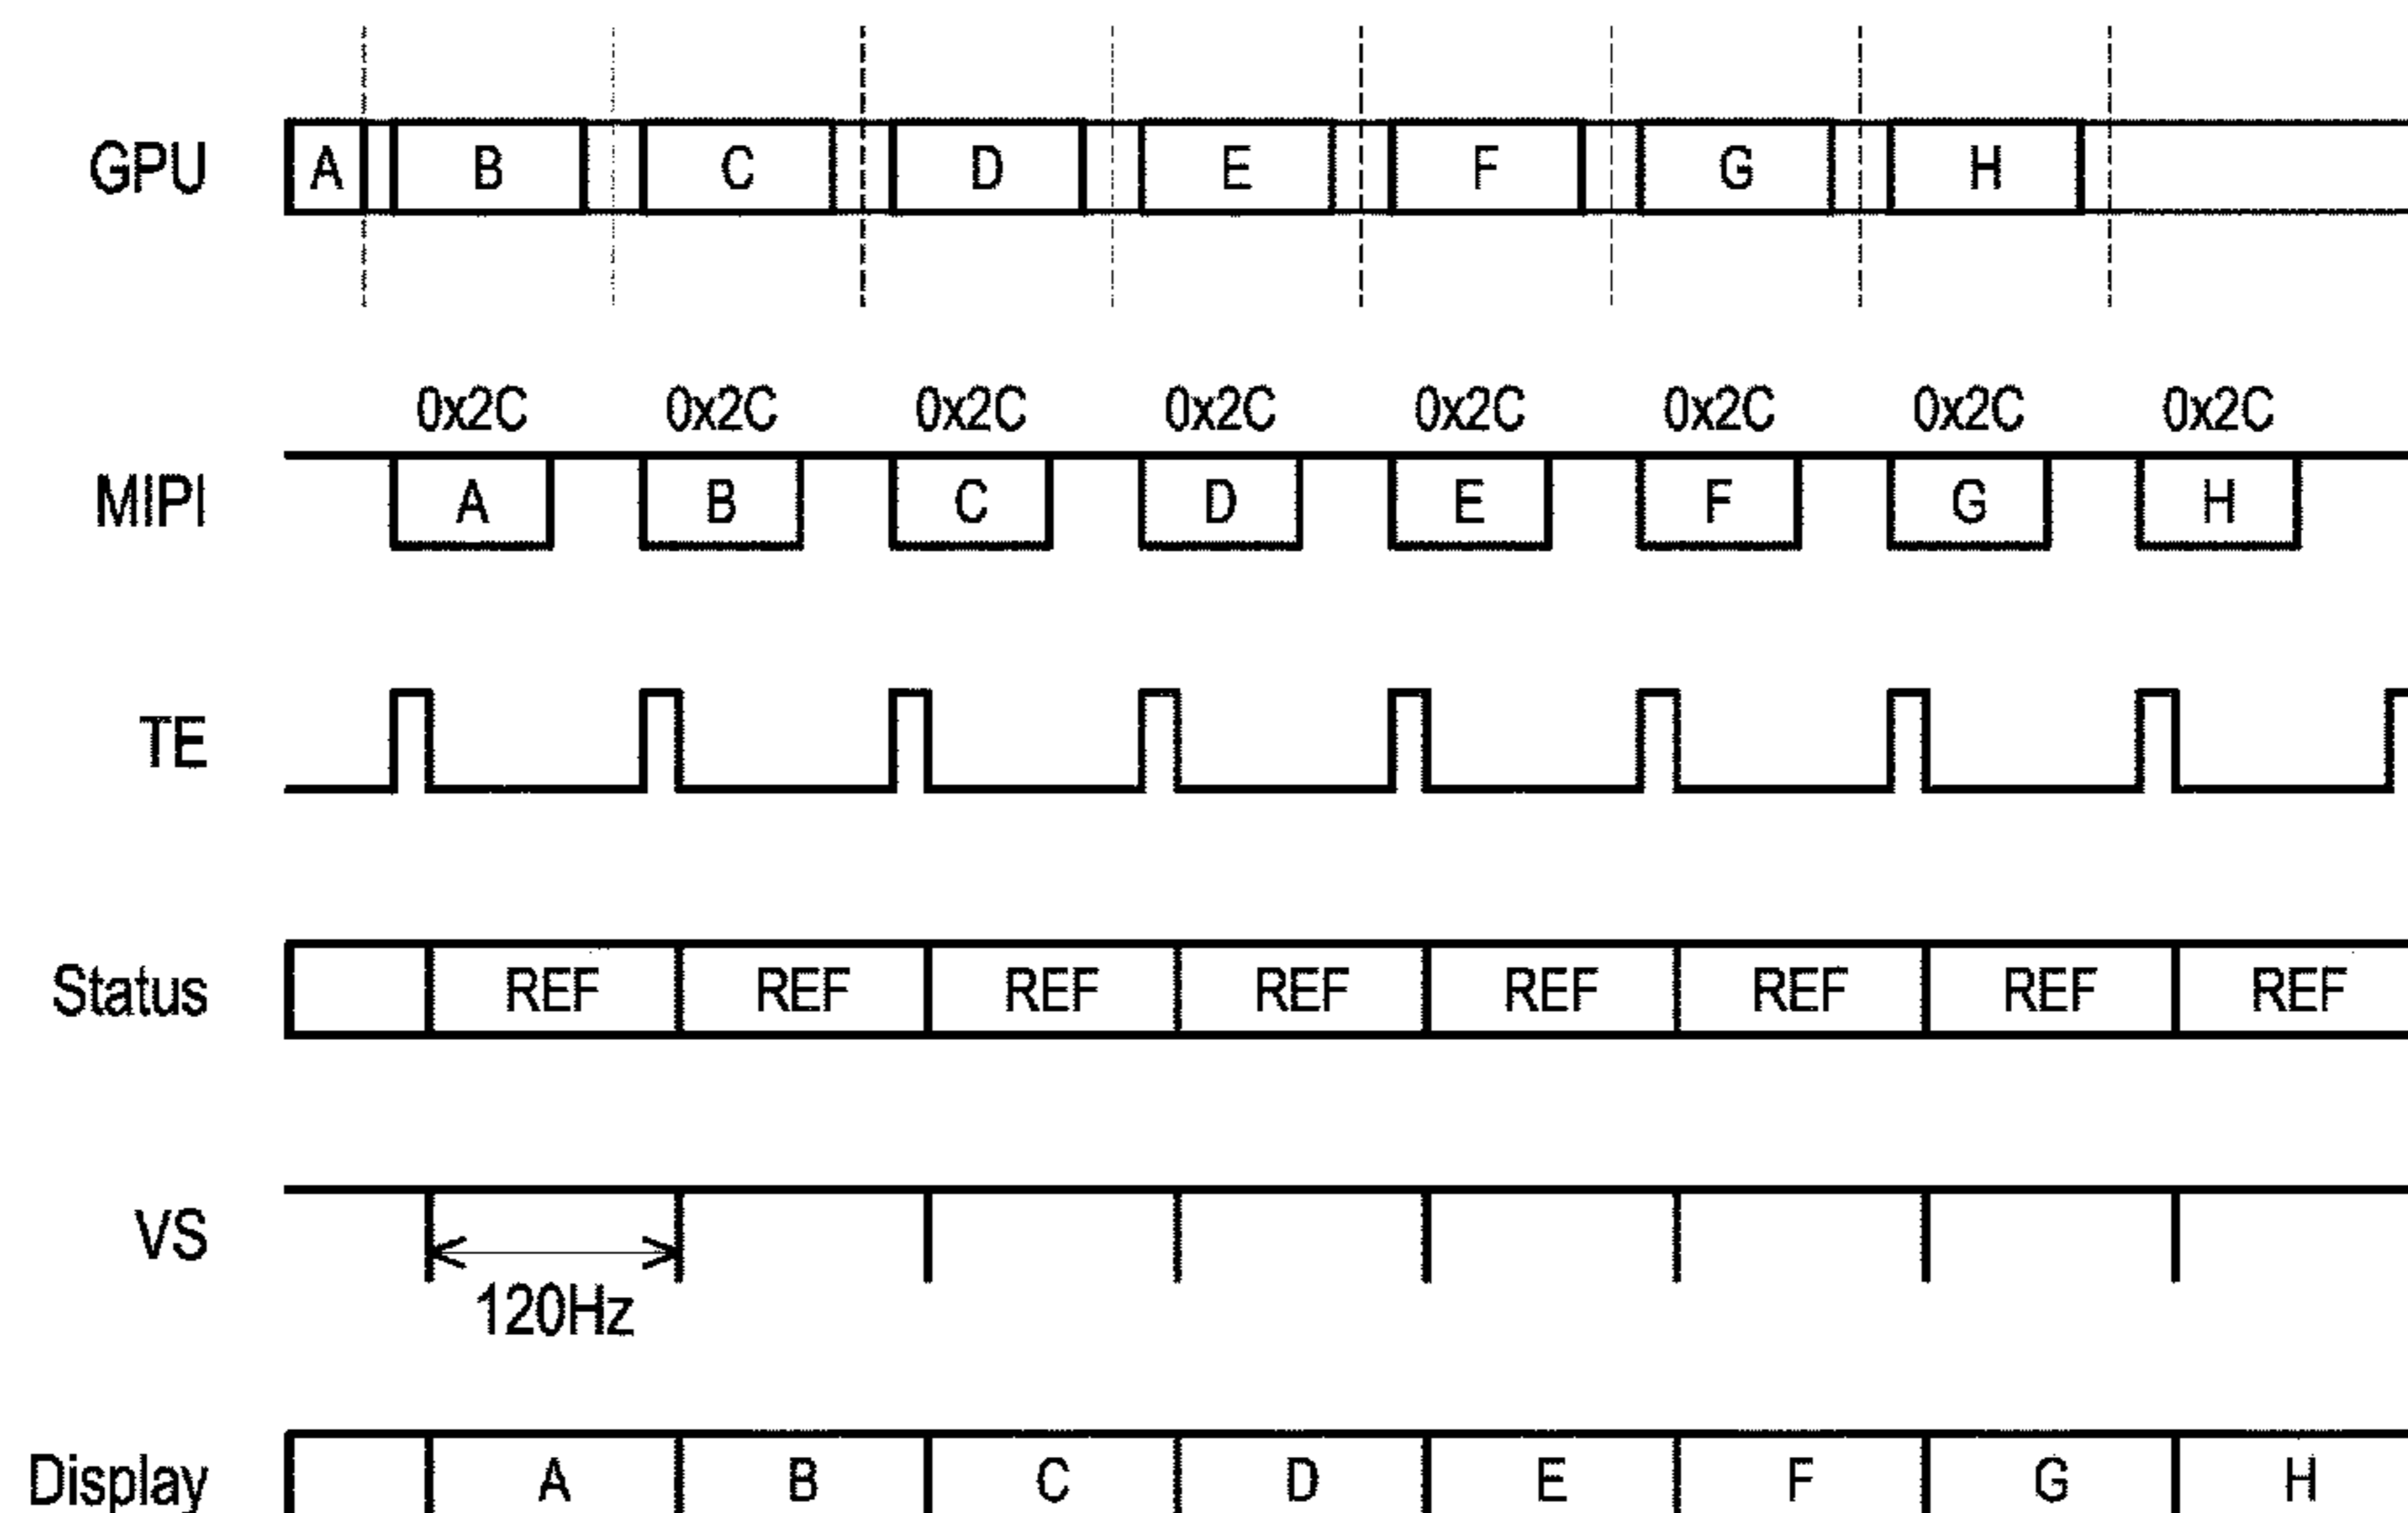 GPU A B C D E F G H
0x2C 0x2C 0x2C 0x2C 0x2C 0x2C 0x2C 0x2C
MIPI A B C D E F G H
TE
Status REF REF REF REF REF REF REF REF
VS
120Hz
Display A B C D E F G H